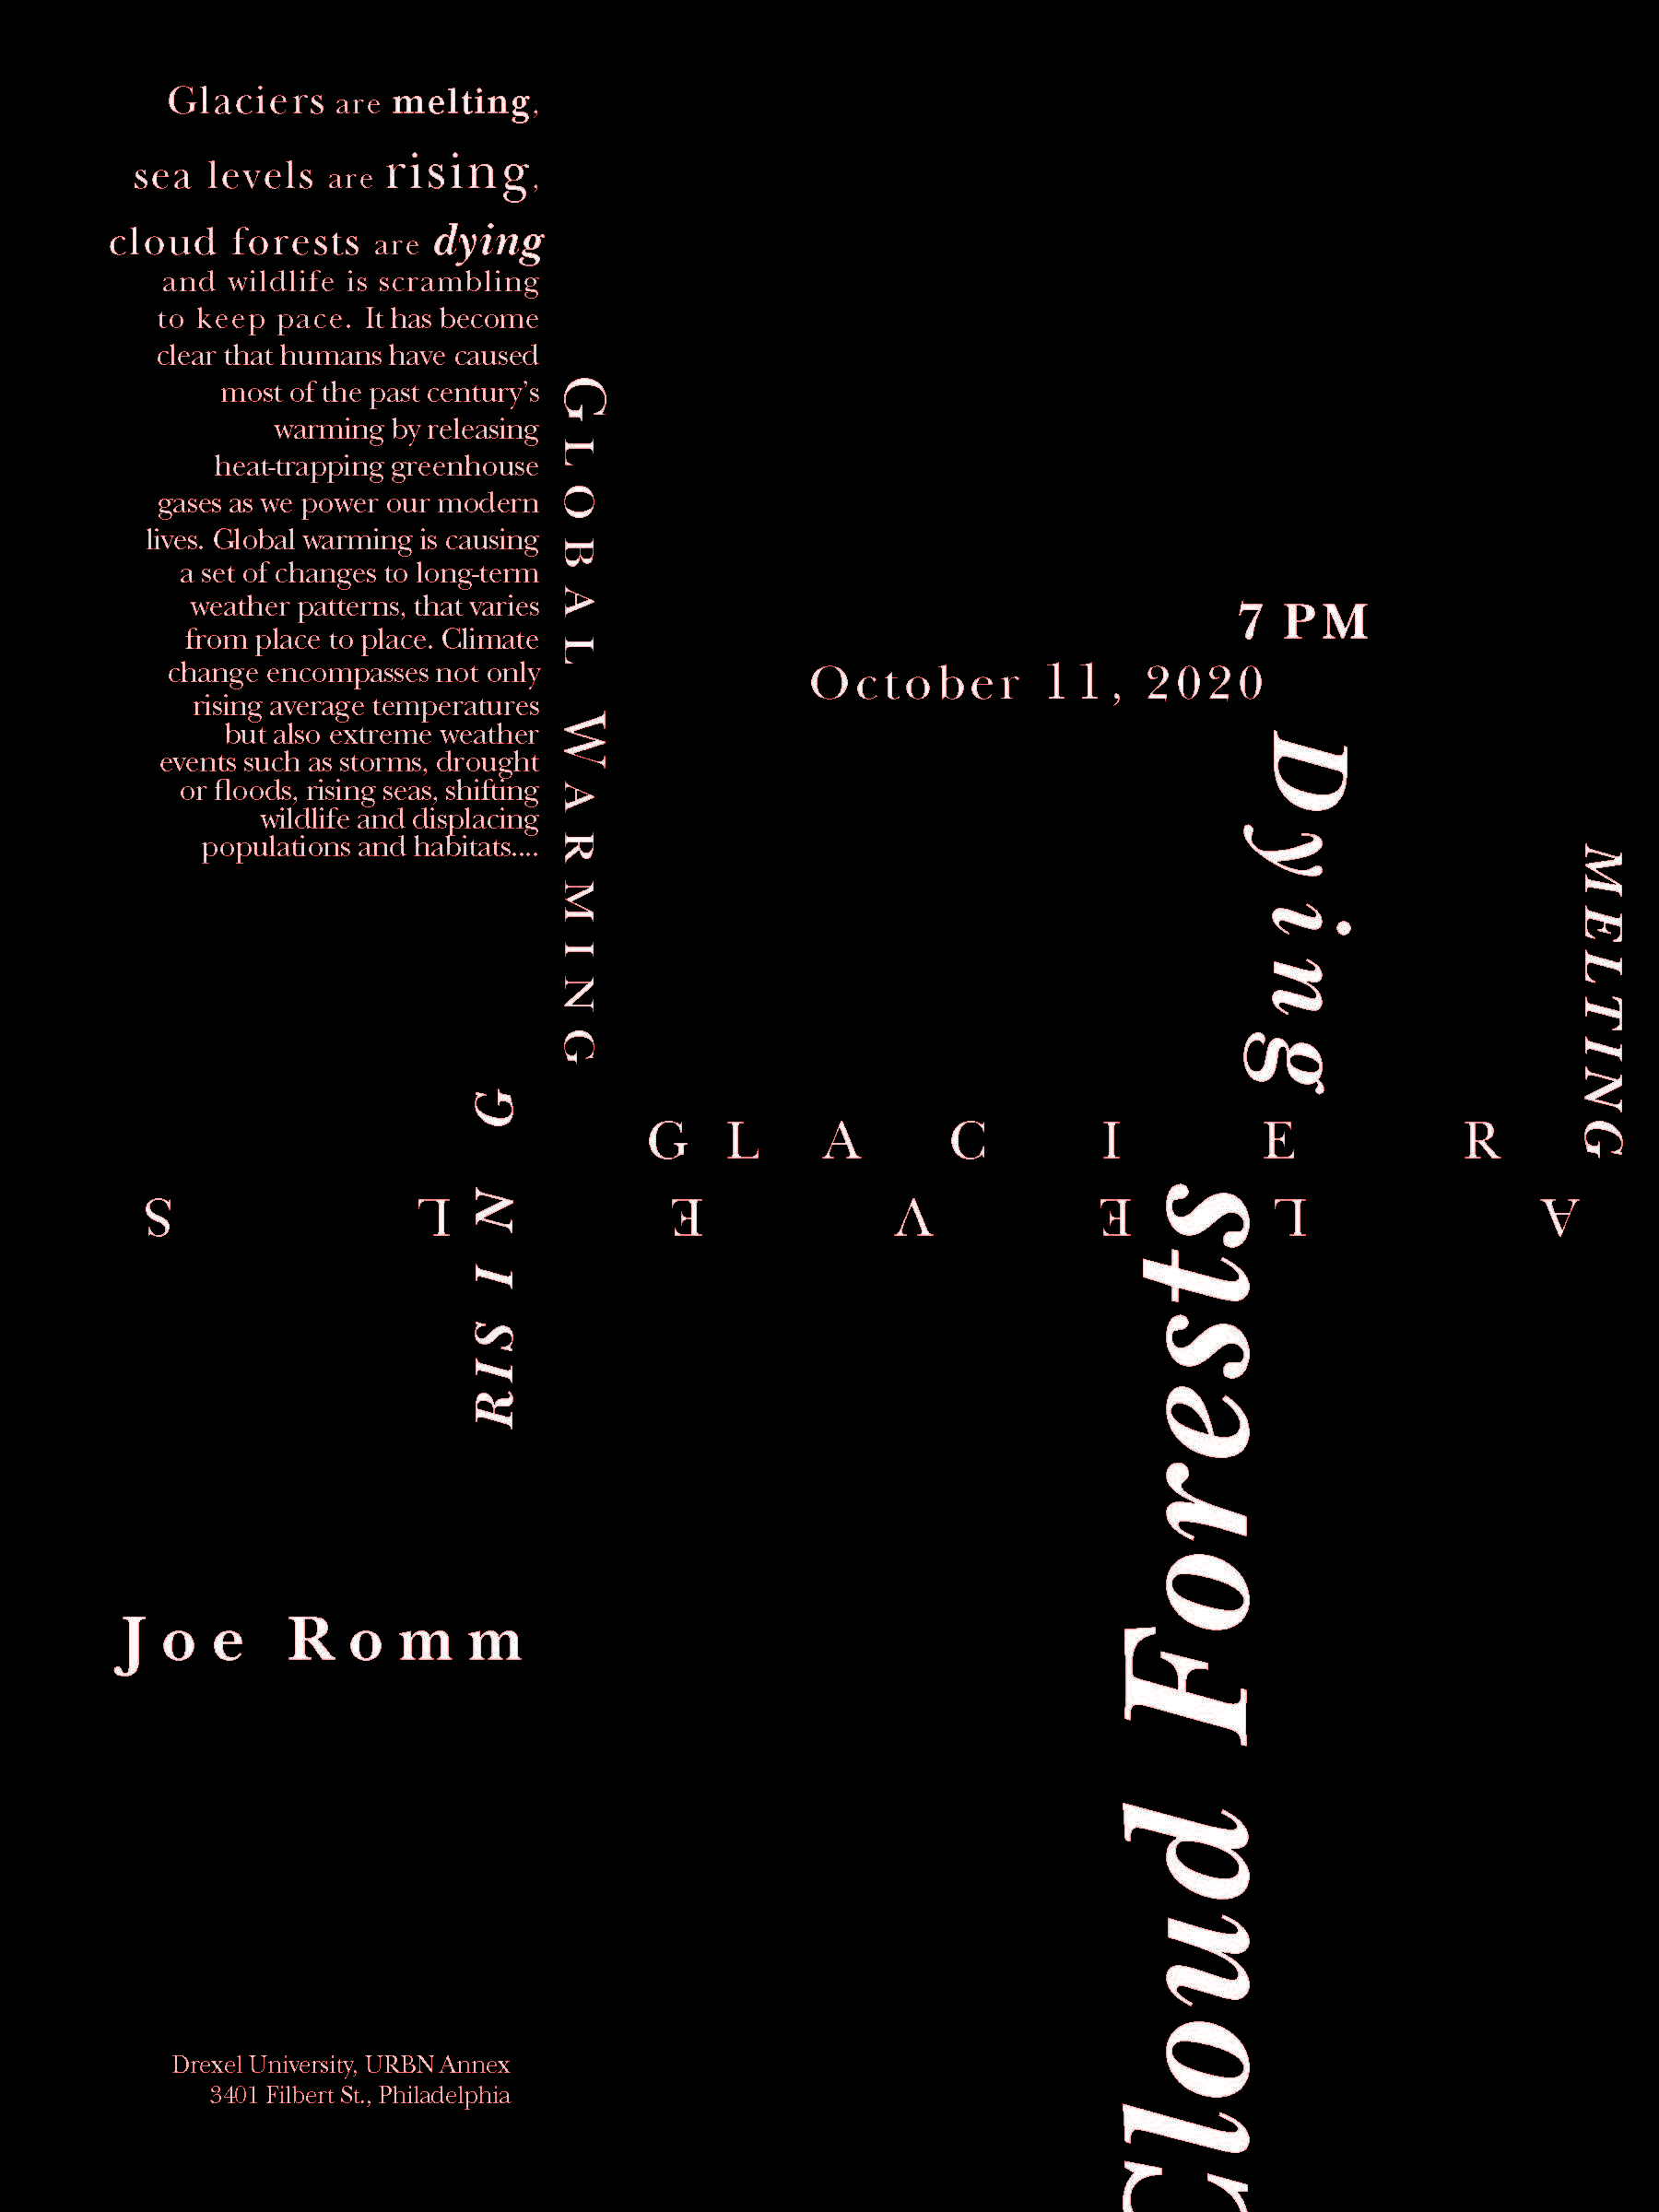 Glaciers are melting,
sea levels are rising,
cloud forests are dying
and wildlife is scrambling
to keep pace. It has become
clear that humans have caused
most of the past century's
warming by releasing
heat-trapping greenhouse
gases as we power our modern
lives. Global warming is causing
a set of changes to long-term
weather patterns, that varies
from place to place. Climate
change encompasses not only
rising average temperatures
but also extreme weather
events such as storms, drought
or floods, rising seas, shifting
wildlife and displacing
populations and habitats....
GLOBAL WARMING
7 PM
October 11, 2020
Dying
MELTING
GLACIER
A LEVELS
RISING
Cloud Forests
Joe Romm
Drexel University, URBN Annex
3401 Filbert St., Philadelphia